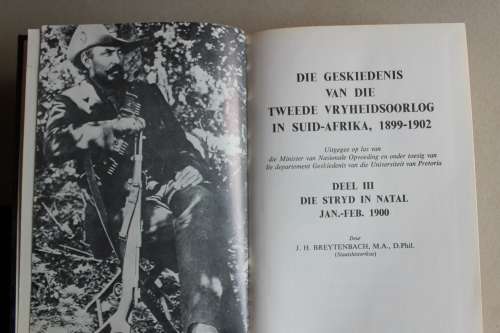 DIE GESKIEDENIS
VAN DIE
TWEEDE VRYHEIDSOORLOG
IN SUID-AFRIKA, 1899-1902
Uitgegee op las van
die Minister van Nasionale Opvoeding en onder toesig van
die departement Geskiedenis van die Universiteit van Pretoria
DEEL III
DIE STRYD IN NATAL
JAN.-FEB. 1900
Deur
J. H. BREYTENBACH, M.A., D.Phil.
(Staatshistorikus)